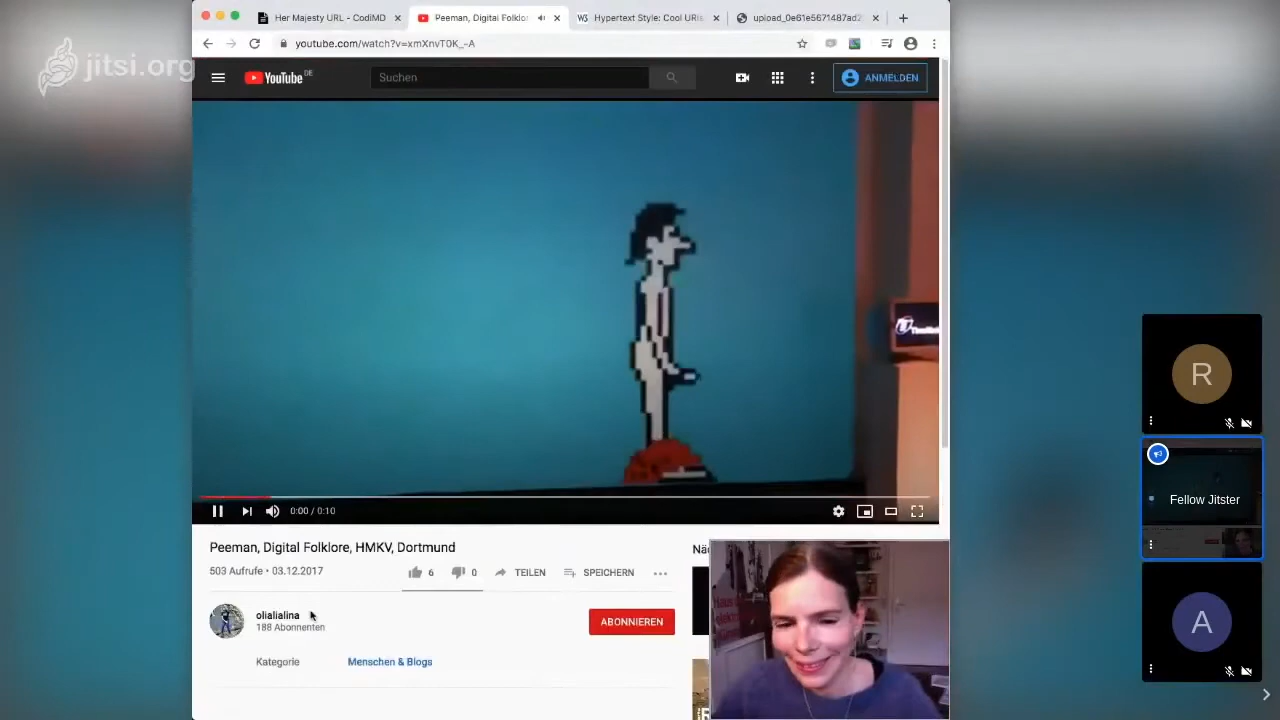 Her Majesty URL - CodiMD
Peeman, Digital Folklo
Hypertext Style: Cool URIs
upload_0e61e5671487ad2
jitsi.org
youtube.com/watch?v=xmXnvT0K_-A
YouTube DE
Suchen
ANMELDEN
0:00 / 0:10
Peeman, Digital Folklore, HMKV, Dortmund
503 Aufrufe • 03.12.2017
6
0
TEILEN
SPEICHERN
olialialina
188 Abonnenten
ABONNIEREN
Kategorie
Menschen & Blogs
Nä
R
Fellow Jitster
A